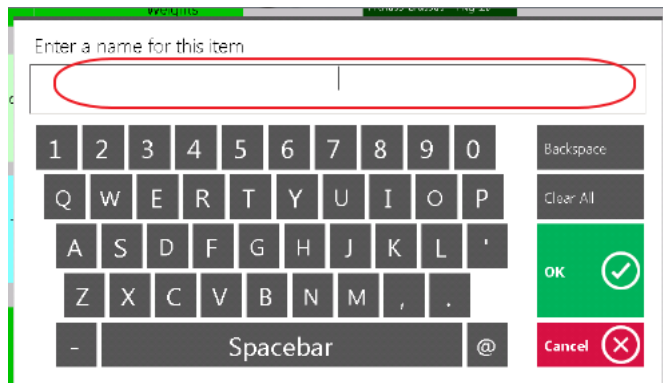 Weights
Enter a name for this item
1 2 3 4 5 6 7 8 9 0 Backspace
Q W E R T Y U I O P Clear All
A S D F G H J K L '
OK
Z X C V B N M , .
- Spacebar @ Cancel